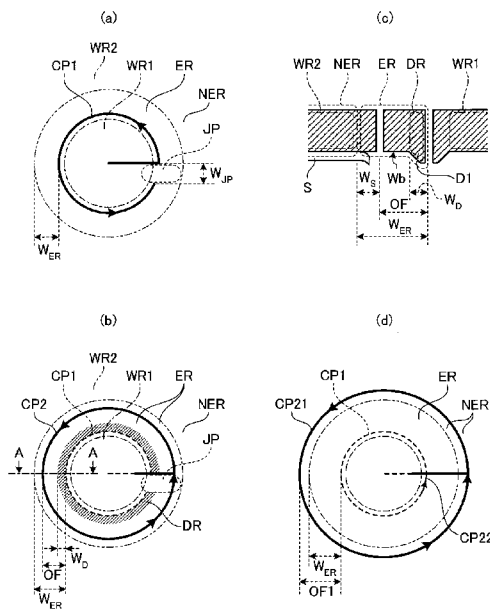 (a)
WR2
CP1
WR1
ER
NER
JP
W_JP
W_ER
(c)
NER
ER
DR
WR2
WR1
S
W_S
Wb
D1
OF
W_D
W_ER
(b)
WR2
CP1
WR1
ER
CP2
NER
A
A
JP
DR
W_D
OF
W_ER
(d)
CP1
ER
CP21
NER
CP22
W_ER
OF1